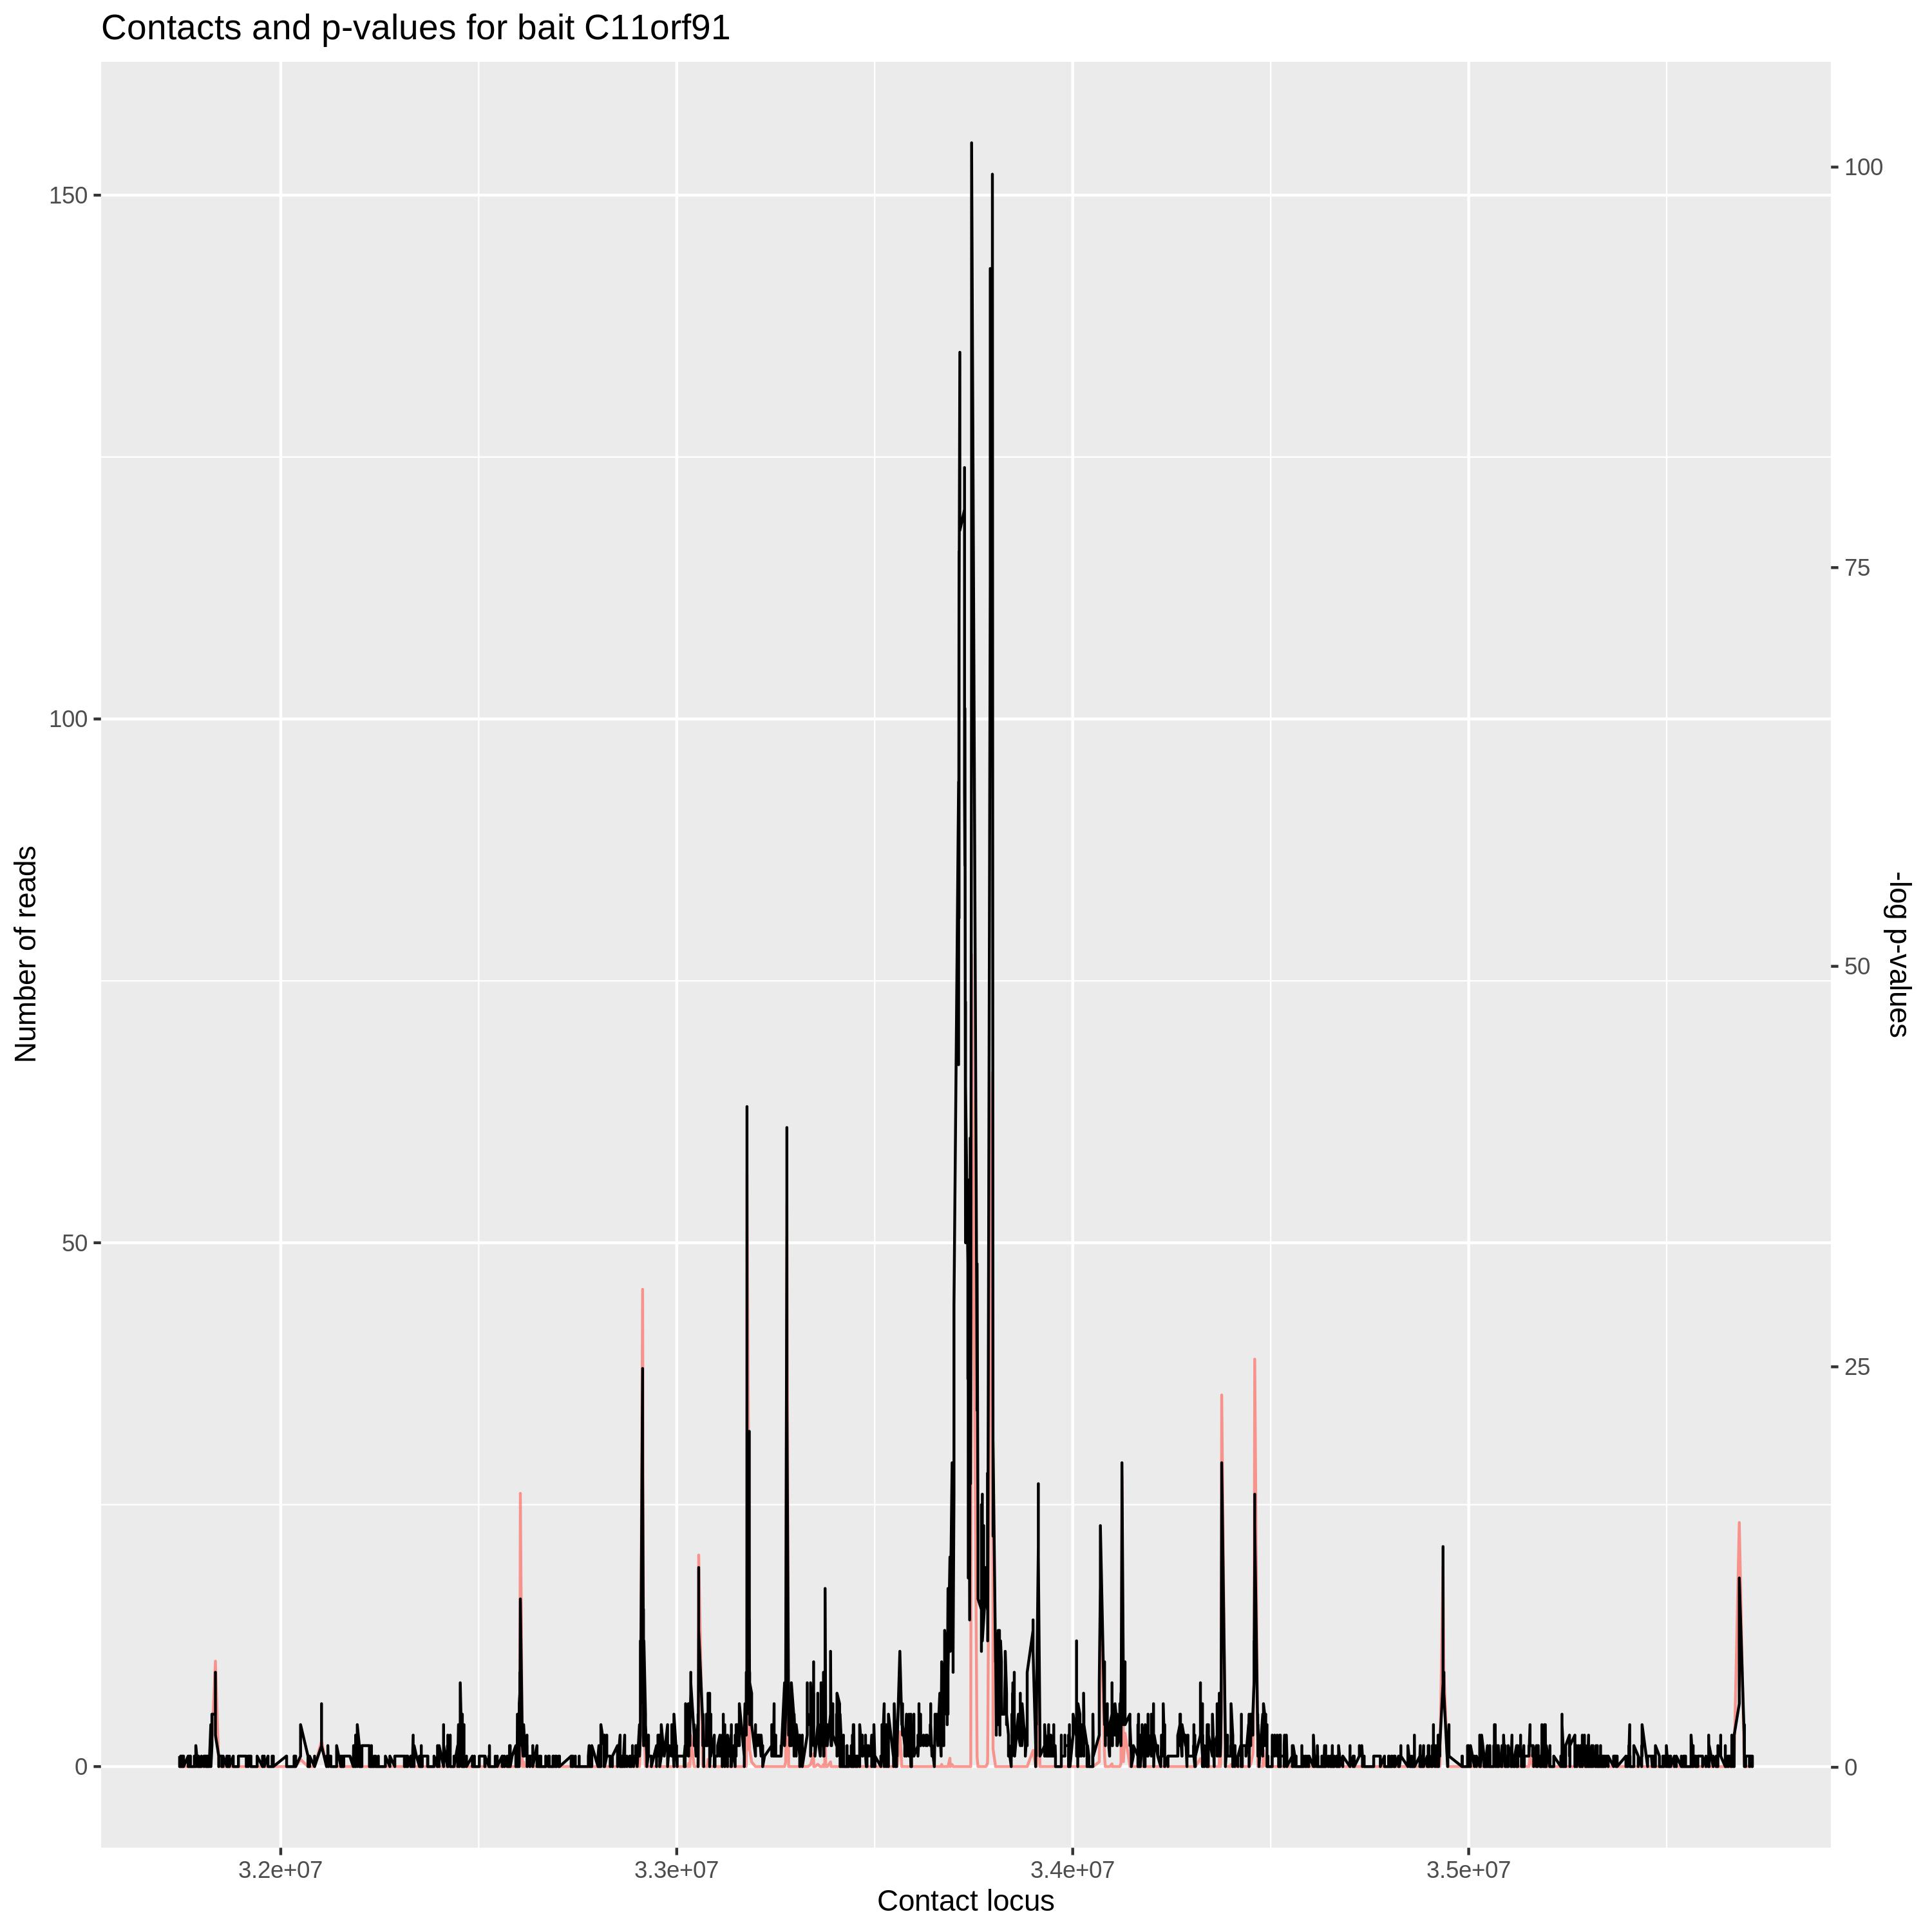 Contacts and p-values for bait C11orf91
150
100
50
0
Number of reads
100
75
50
25
0
-log p-values
3.2e+07
3.3e+07
3.4e+07
3.5e+07
Contact locus